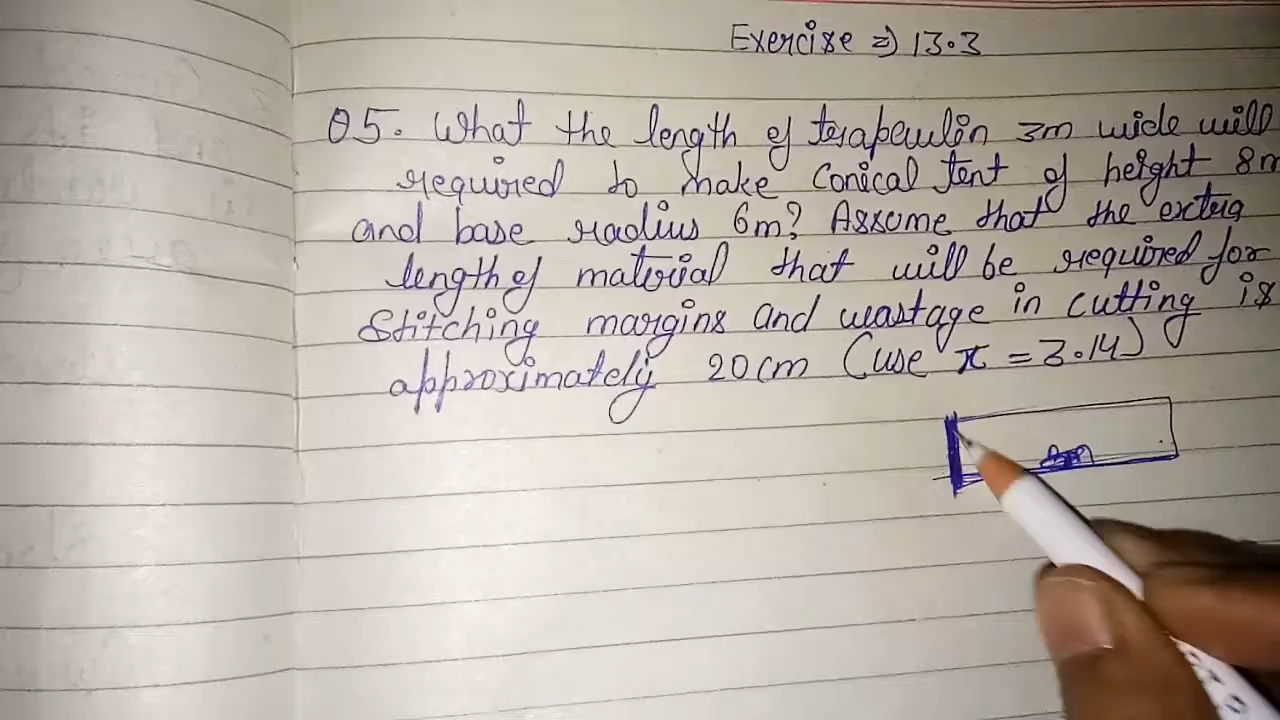 Exercise ⇒ 13.3
Q5. What the length of terapaulin 3m wide will
required to make conical tent of height 8m
and base radius 6m? Assume that the extra
length of material that will be required for
Stitching margins and wastage in cutting is
approximately 20cm (use π = 3.14)